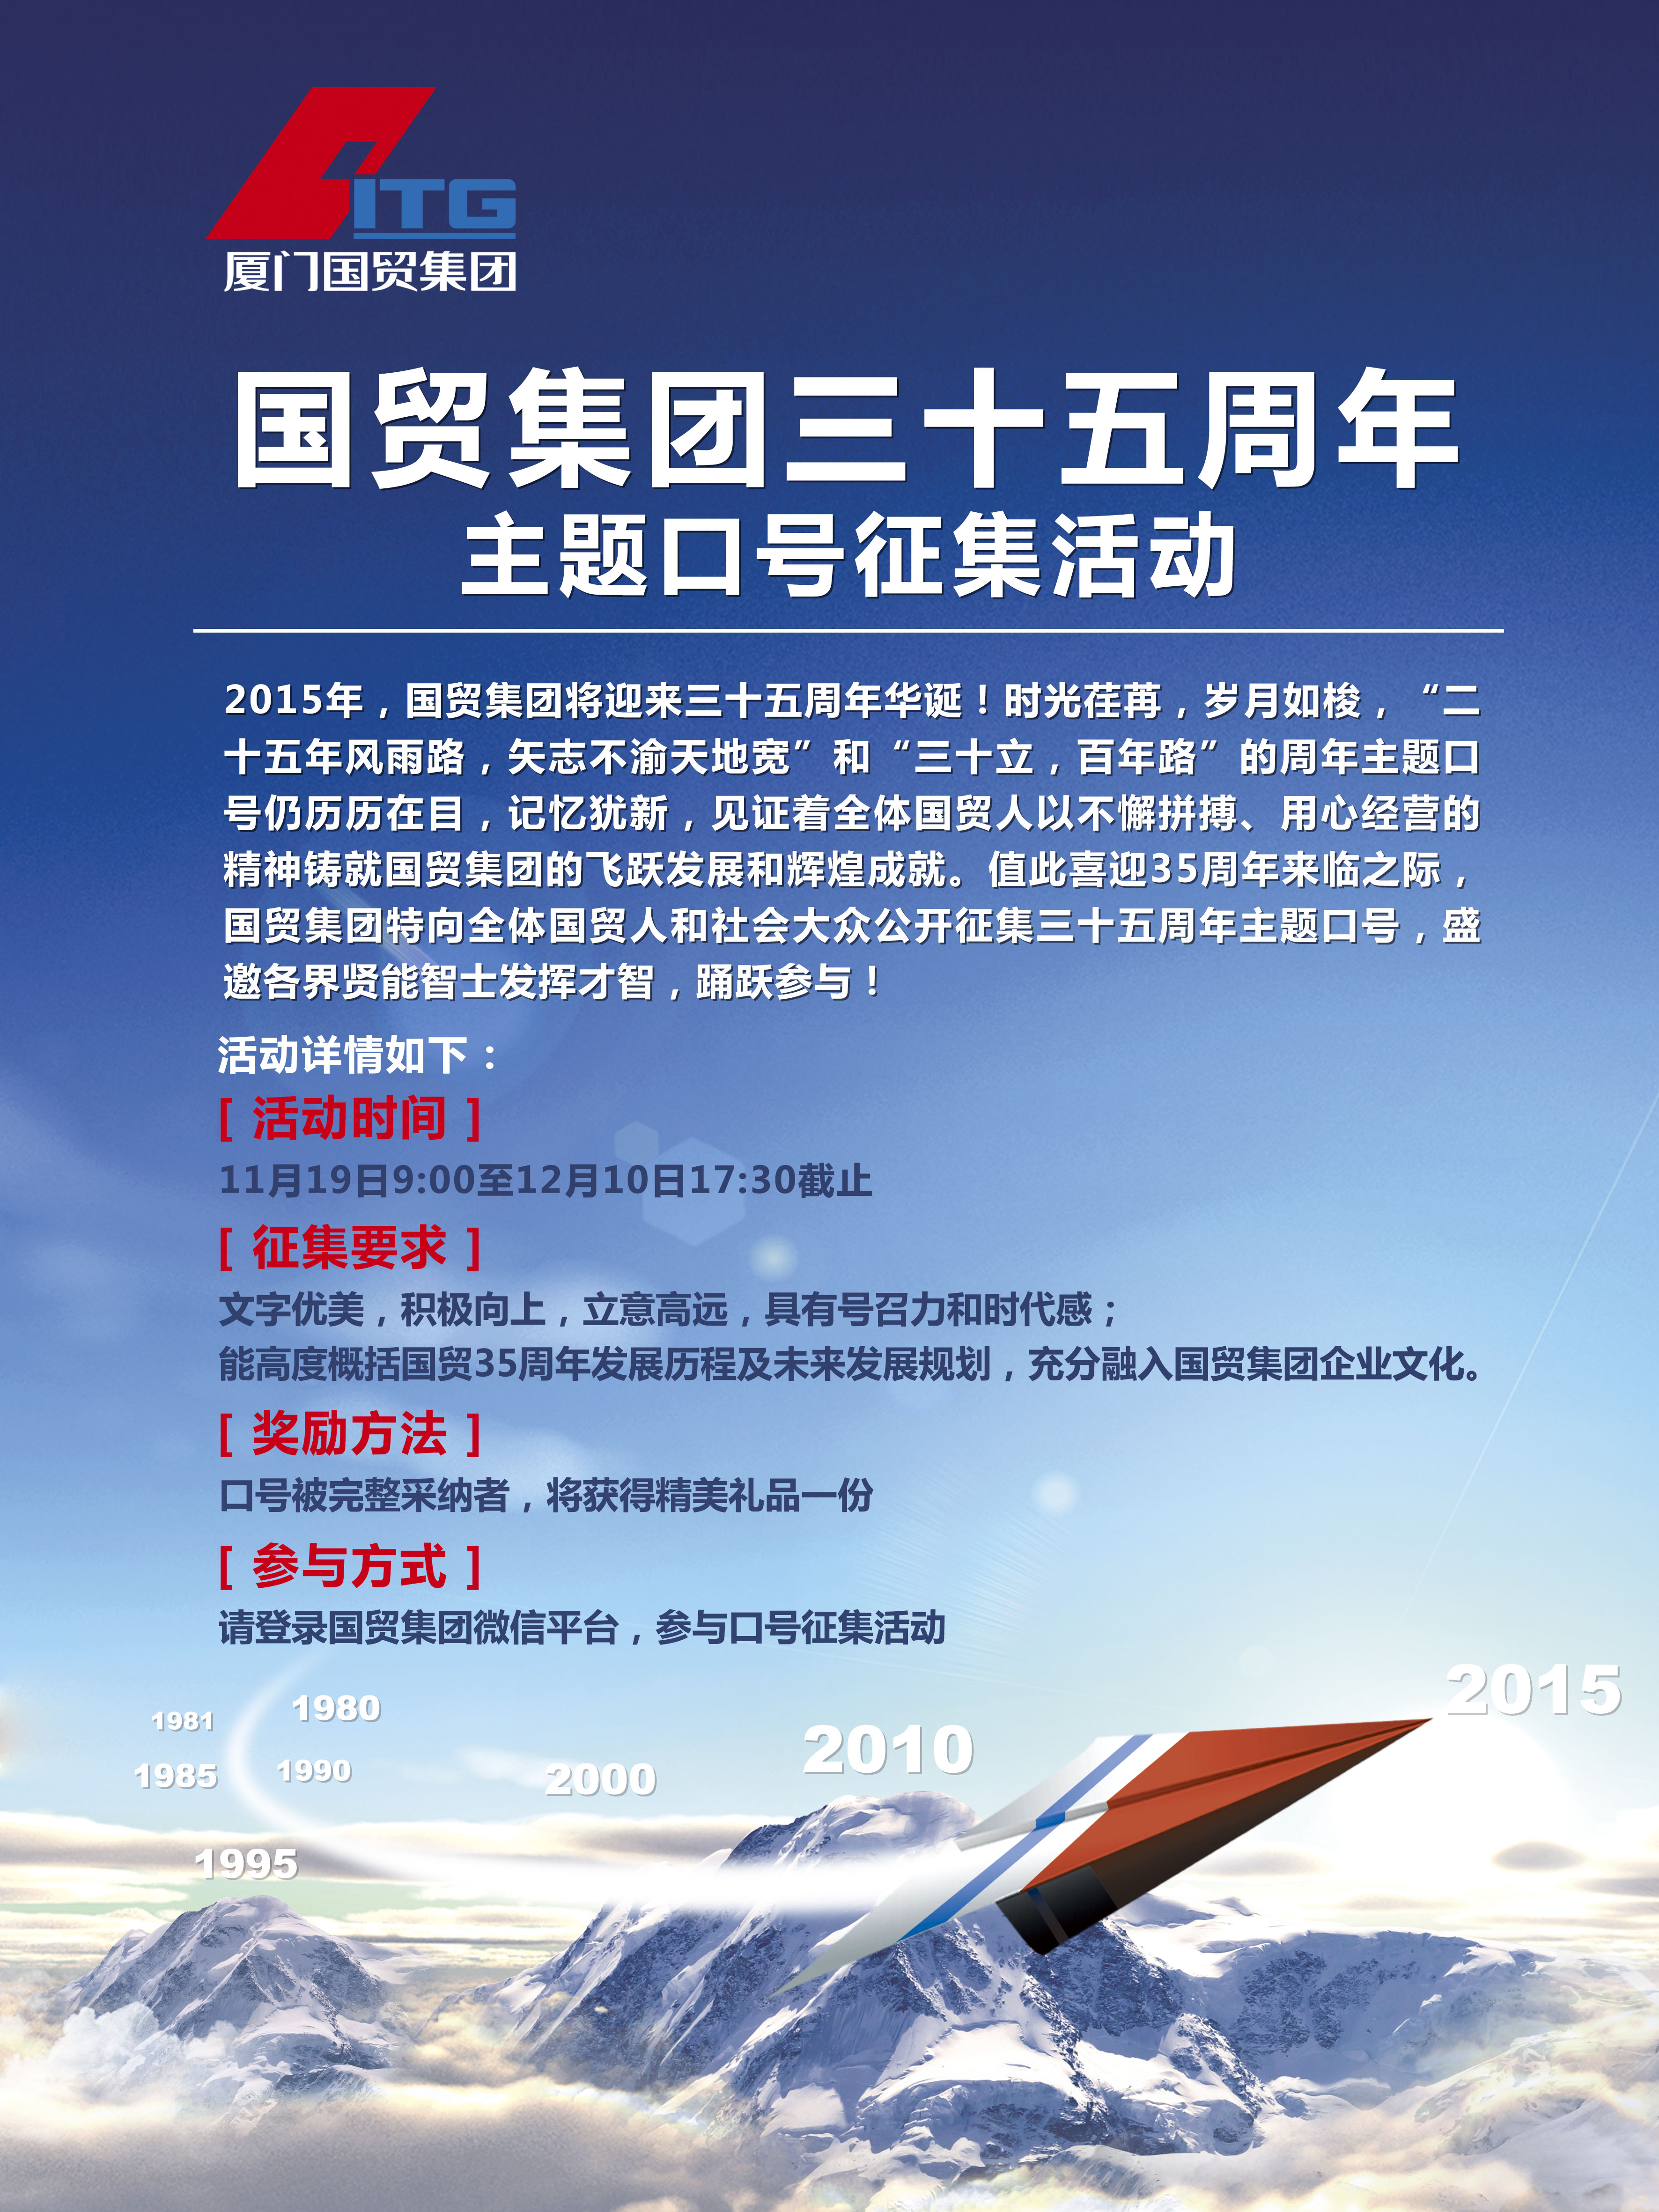 ITG
厦门国贸集团
国贸集团三十五周年
主题口号征集活动
2015年，国贸集团将迎来三十五周年华诞！时光荏苒，岁月如梭，“二
十五年风雨路，矢志不渝天地宽”和“三十立，百年路”的周年主题口
号仍历历在目，记忆犹新，见证着全体国贸人以不懈拼搏、用心经营的
精神铸就国贸集团的飞跃发展和辉煌成就。值此喜迎35周年来临之际，
国贸集团特向全体国贸人和社会大众公开征集三十五周年主题口号，盛
邀各界贤能智士发挥才智，踊跃参与！
活动详情如下：
[ 活动时间 ]
11月19日9:00至12月10日17:30截止
[ 征集要求 ]
文字优美，积极向上，立意高远，具有号召力和时代感；
能高度概括国贸35周年发展历程及未来发展规划，充分融入国贸集团企业文化。
[ 奖励方法 ]
口号被完整采纳者，将获得精美礼品一份
[ 参与方式 ]
请登录国贸集团微信平台，参与口号征集活动
1980
1981
1985
1990
1995
2000
2010
2015